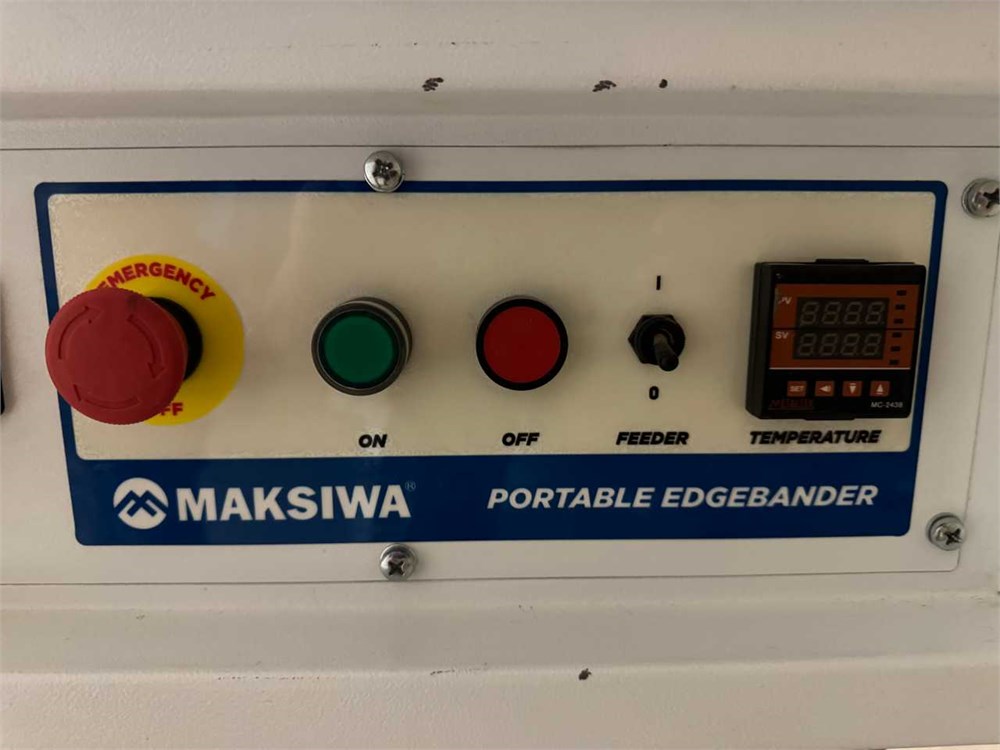 EMERGENCY
OFF
I
0
ON
OFF
FEEDER
TEMPERATURE
PV
SV
SET
MC-2438
MAKSIWA®
PORTABLE EDGEBANDER